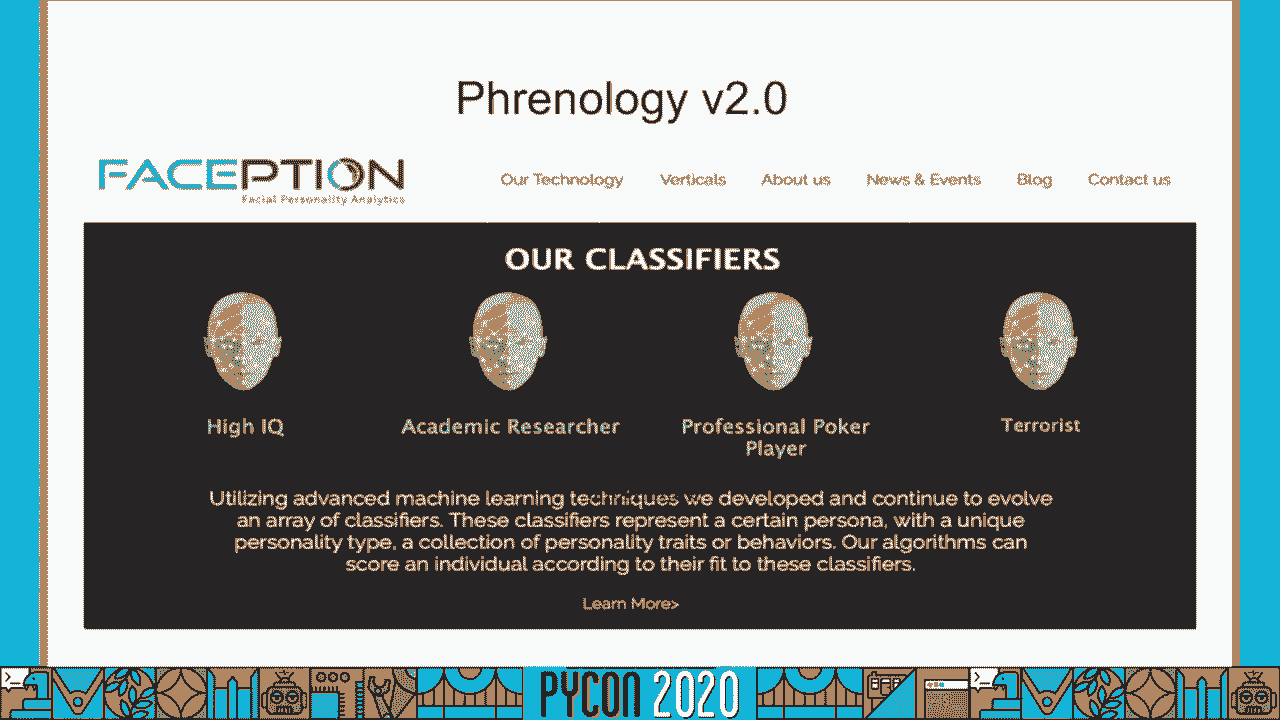 Phrenology v2.0
FACEPTION
Facial Personality Analytics
Our Technology Verticals About us News & Events Blog Contact us
OUR CLASSIFIERS
High IQ
Academic Researcher
Professional Poker
Player
Terrorist
Utilizing advanced machine learning techniques we developed and continue to evolve
an array of classifiers. These classifiers represent a certain persona, with a unique
personality type, a collection of personality traits or behaviors. Our algorithms can
score an individual according to their fit to these classifiers.
Learn More>
PYCON 2020